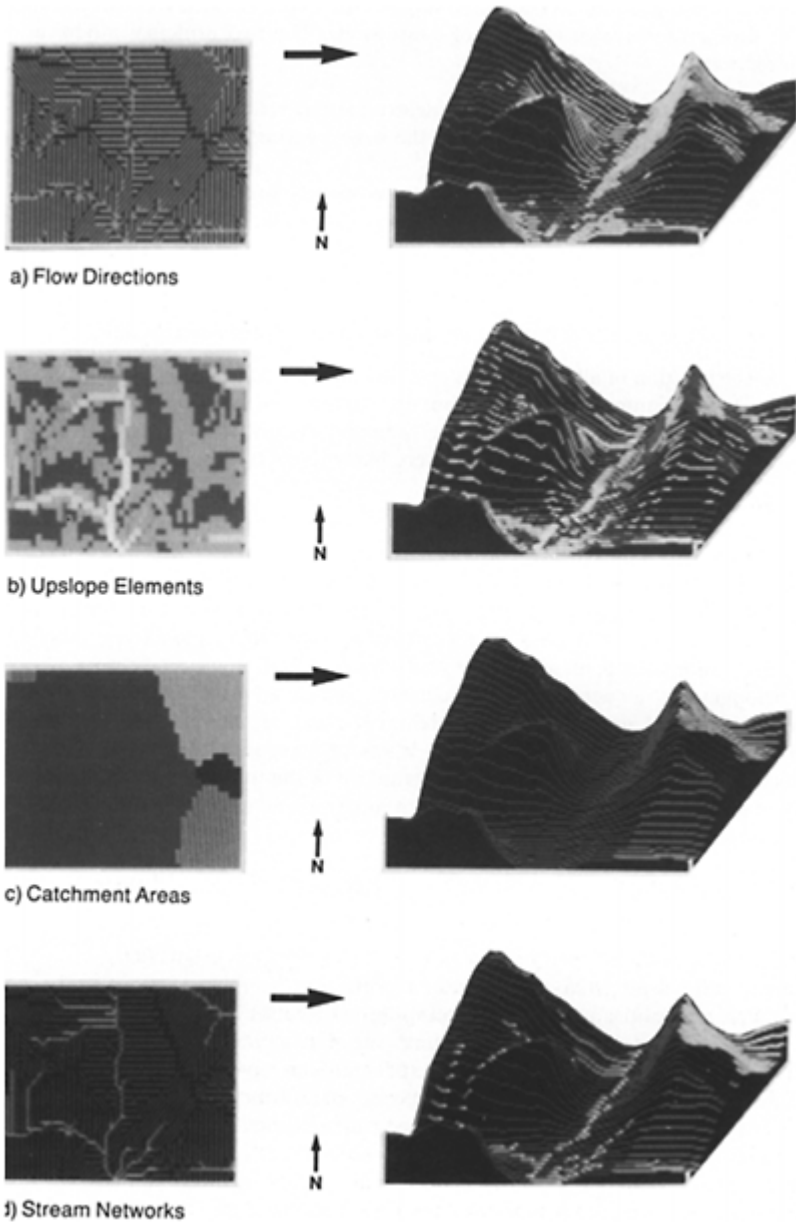 N
a) Flow Directions
N
b) Upslope Elements
N
c) Catchment Areas
N
d) Stream Networks